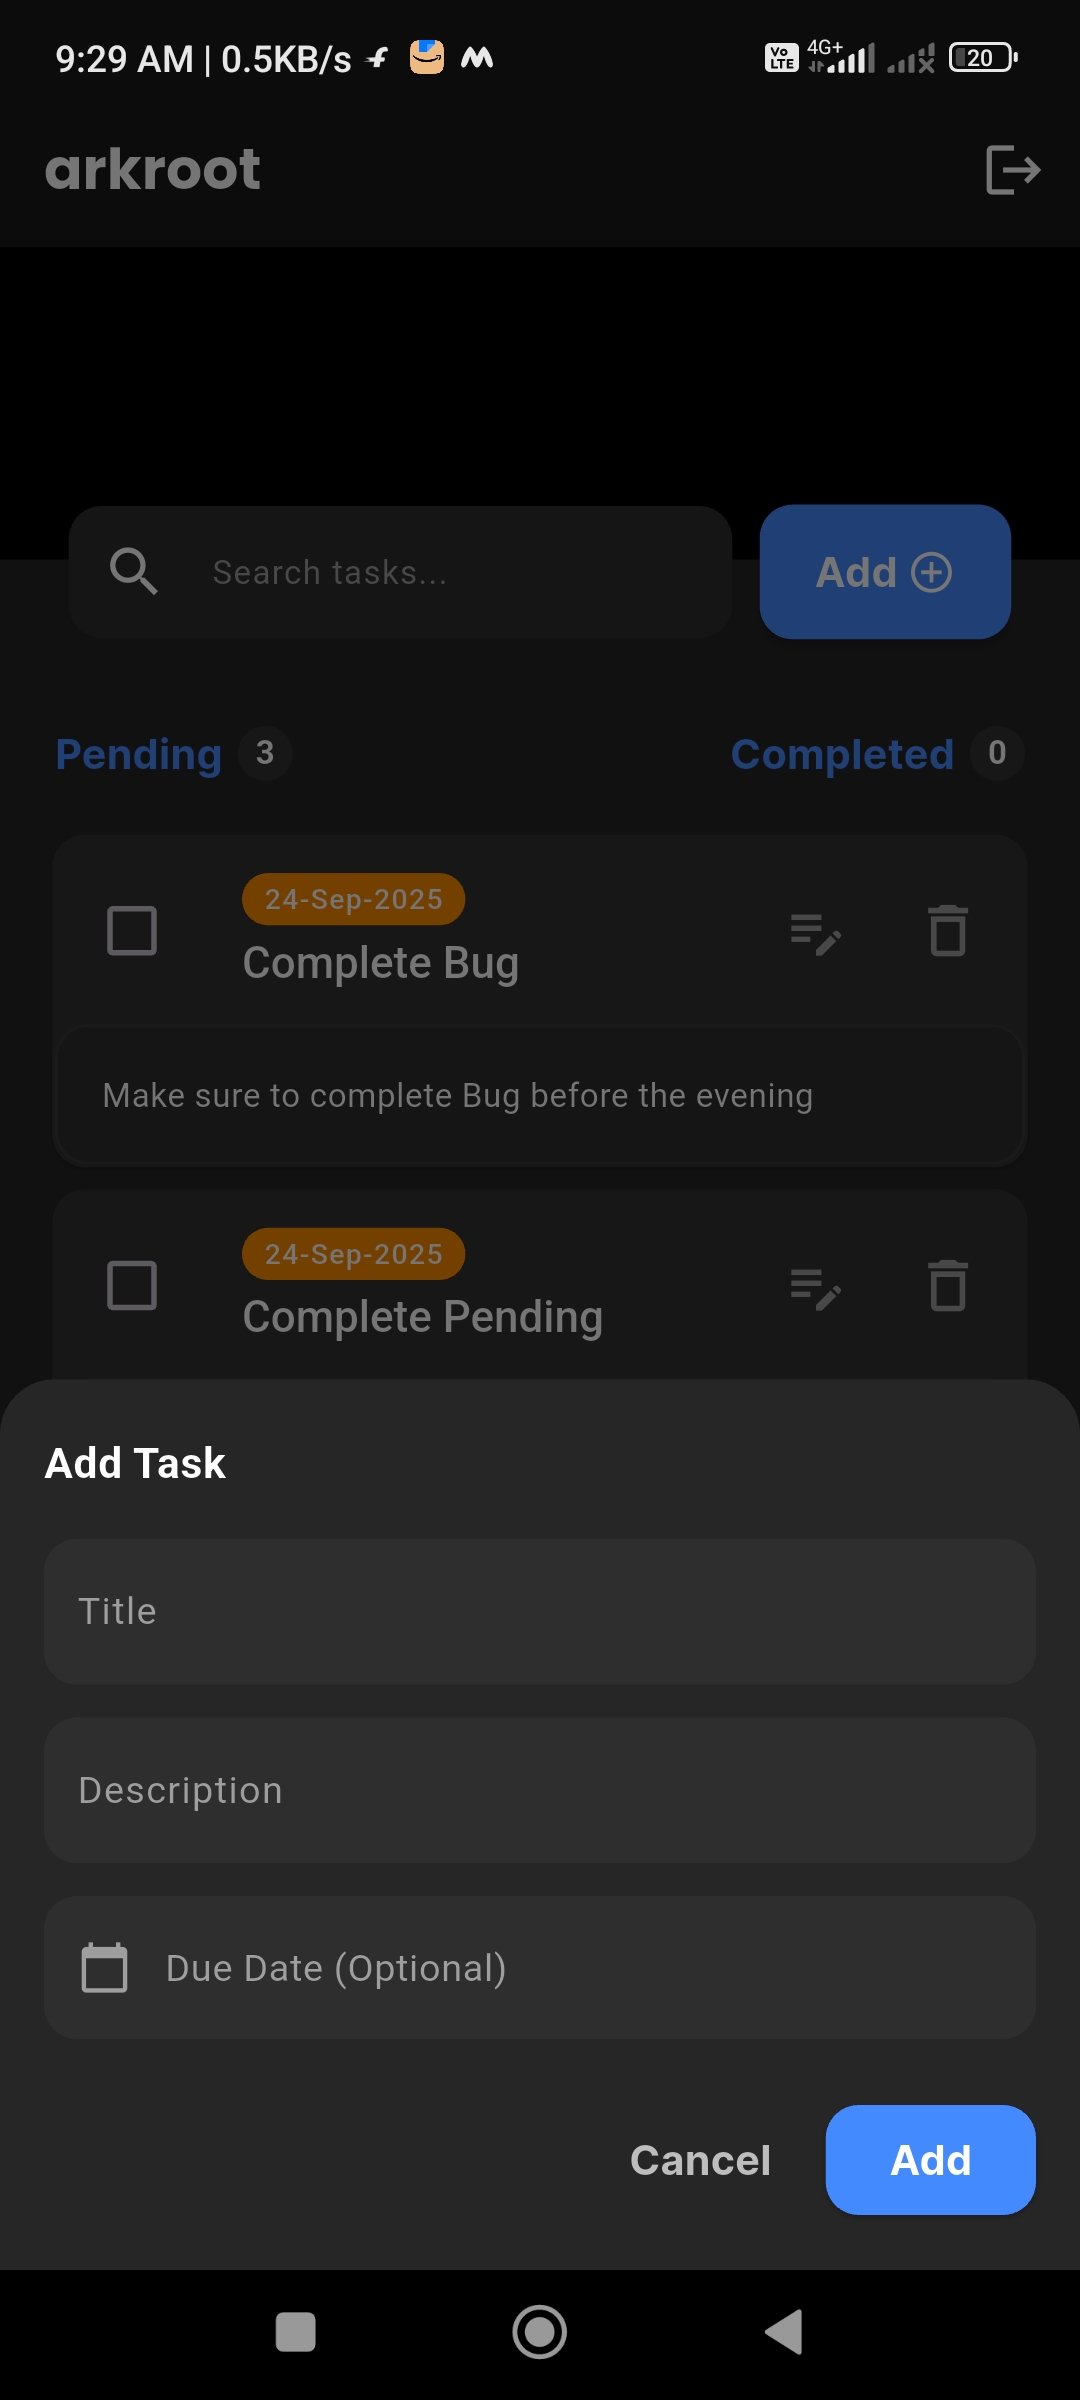 9:29 AM | 0.5KB/s
Vo LTE 4G+ 20
arkroot
Search tasks...
Add
Pending 3
Completed 0
24-Sep-2025
Complete Bug
Make sure to complete Bug before the evening
24-Sep-2025
Complete Pending
Add Task
Title
Description
Due Date (Optional)
Cancel
Add